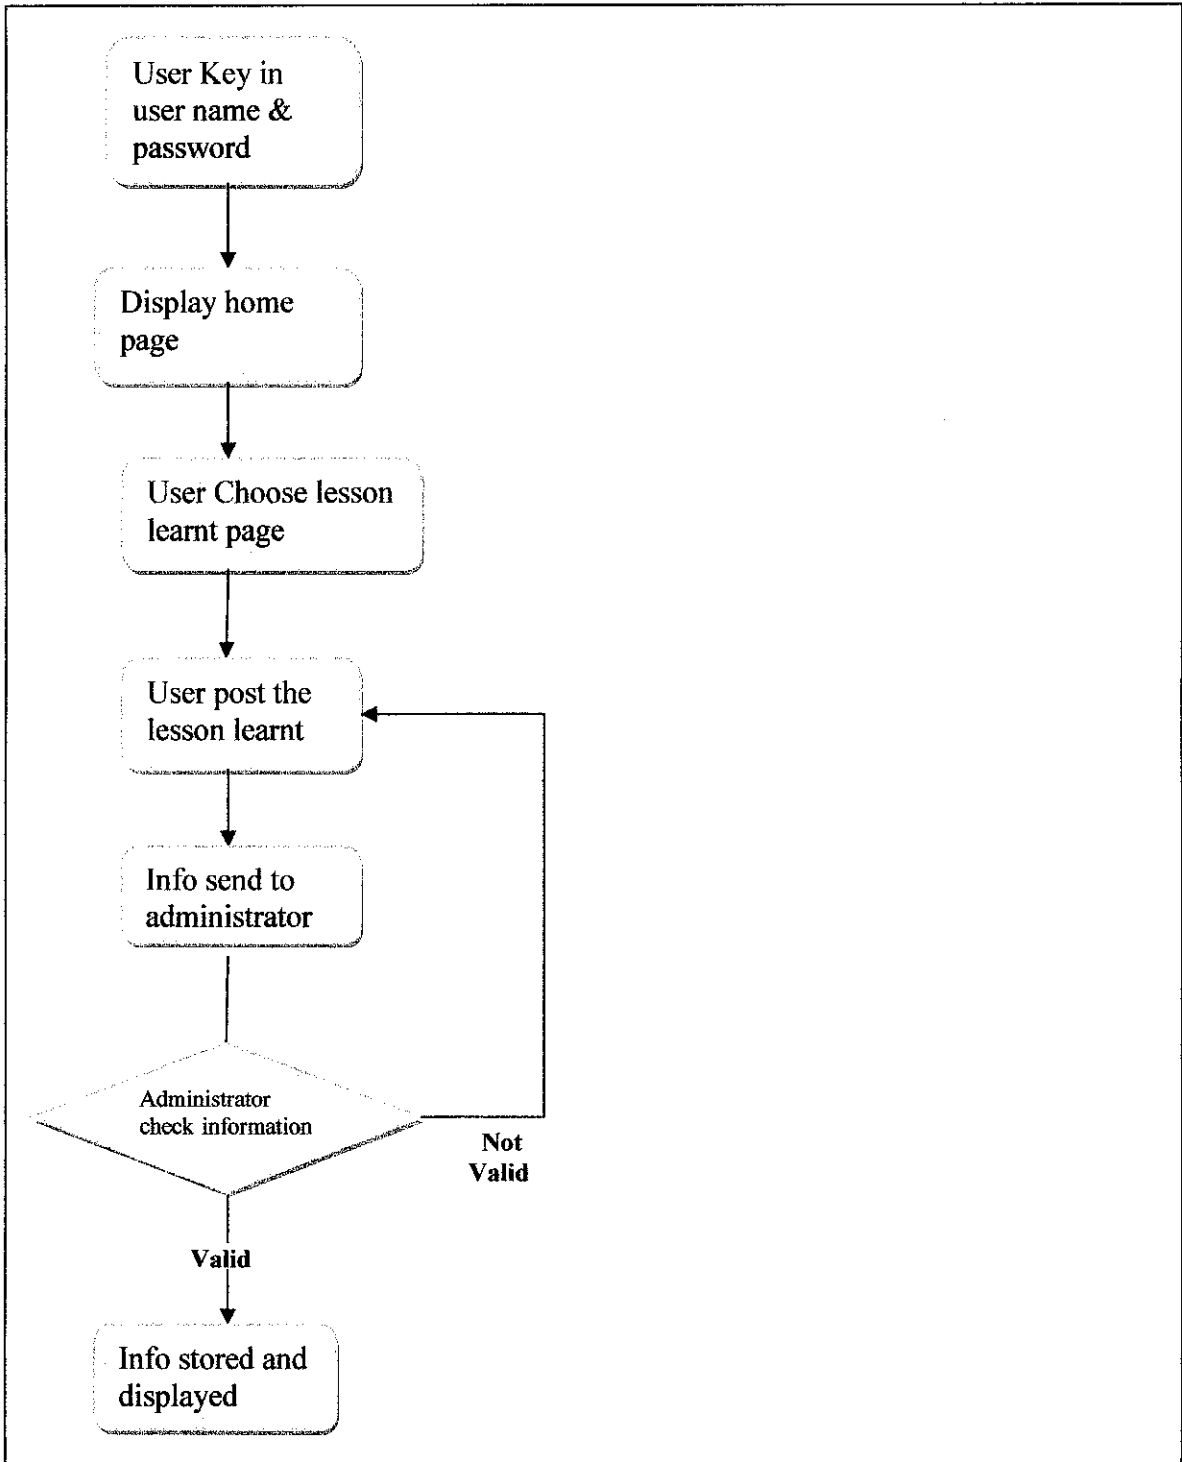 User Key in
user name &
password
Display home
page
User Choose lesson
learnt page
User post the
lesson learnt
Info send to
administrator
Administrator
check information
Not
Valid
Valid
Info stored and
displayed